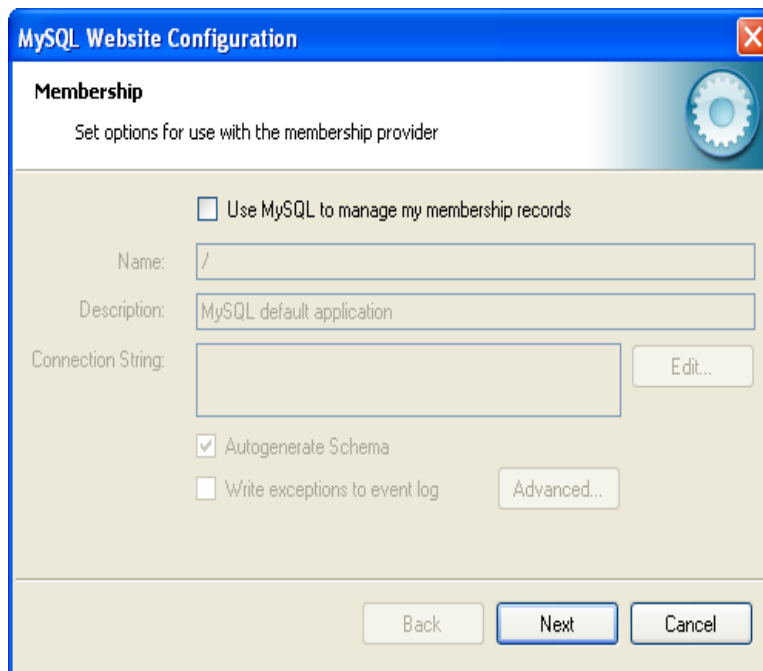 MySQL Website Configuration
Membership
Set options for use with the membership provider
Use MySQL to manage my membership records
Name: /
Description: MySQL default application
Connection String: Edit...
Autogenerate Schema
Write exceptions to event log Advanced...
Back Next Cancel